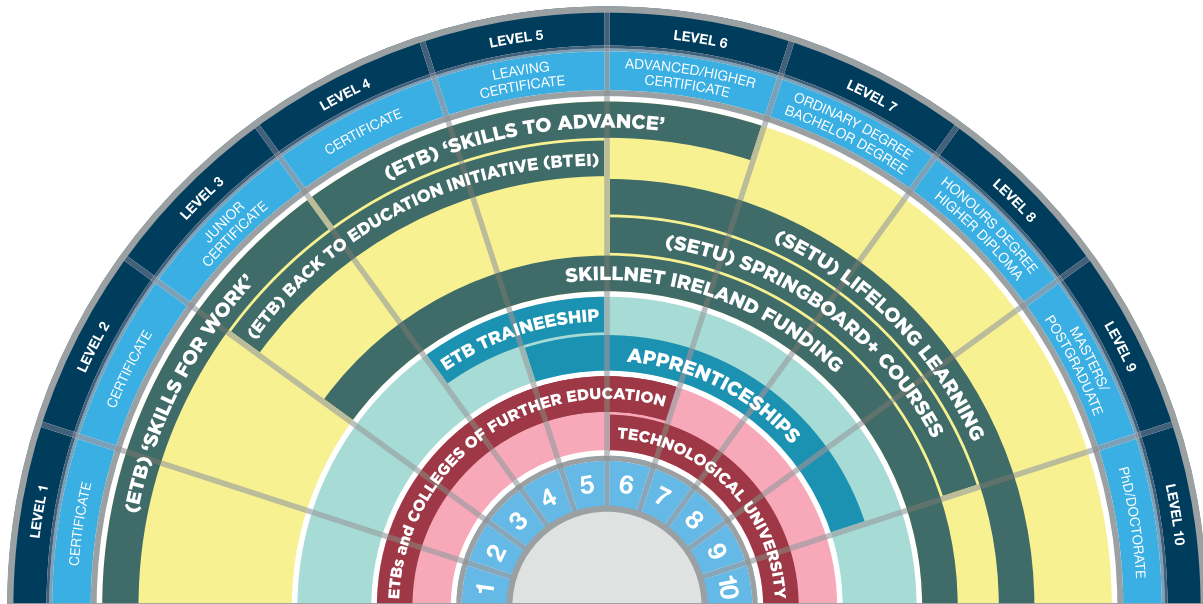 LEVEL 1
LEVEL 2
LEVEL 3
LEVEL 4
LEVEL 5
LEVEL 6
LEVEL 7
LEVEL 8
LEVEL 9
LEVEL 10
CERTIFICATE
CERTIFICATE
JUNIOR
CERTIFICATE
CERTIFICATE
LEAVING
CERTIFICATE
ADVANCED/HIGHER
CERTIFICATE
ORDINARY DEGREE
BACHELOR DEGREE
HONOURS DEGREE
HIGHER DIPLOMA
MASTERS/
POSTGRADUATE
PhD/DOCTORATE
(ETB) ‘SKILLS FOR WORK’
(ETB) ‘SKILLS TO ADVANCE’
(ETB) BACK TO EDUCATION INITIATIVE (BTEI)
(SETU) LIFELONG LEARNING
(SETU) SPRINGBOARD+ COURSES
SKILLNET IRELAND FUNDING
ETB TRAINEESHIP
APPRENTICESHIPS
ETBs and COLLEGES OF FURTHER EDUCATION
TECHNOLOGICAL UNIVERSITY
1
2
3
4
5
6
7
8
9
10